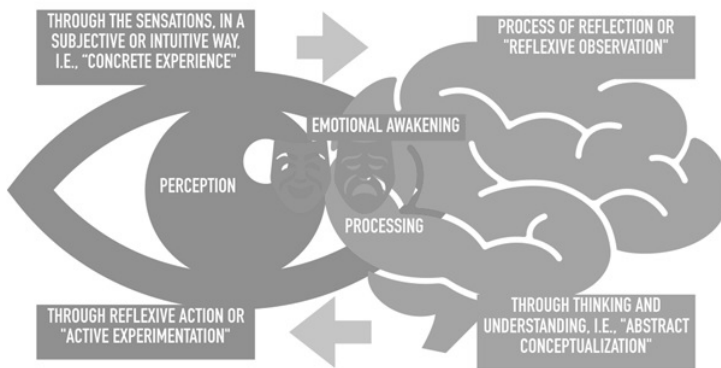 THROUGH THE SENSATIONS, IN A
SUBJECTIVE OR INTUITIVE WAY,
I.E., "CONCRETE EXPERIENCE"
PROCESS OF REFLECTION OR
"REFLEXIVE OBSERVATION"
EMOTIONAL AWAKENING
PERCEPTION
PROCESSING
THROUGH REFLEXIVE ACTION OR
"ACTIVE EXPERIMENTATION"
THROUGH THINKING AND
UNDERSTANDING, I.E., "ABSTRACT
CONCEPTUALIZATION"